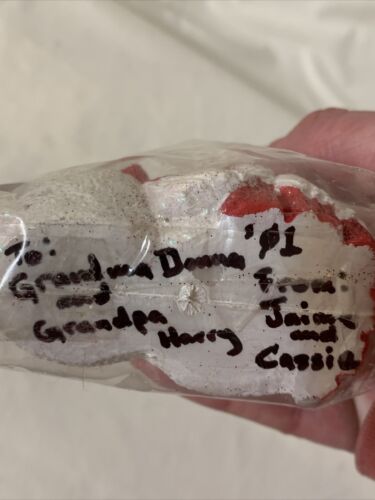 To:
Grandma Donna
and
Grandpa
Harry
'01
From:
Jaime
and
Cassie